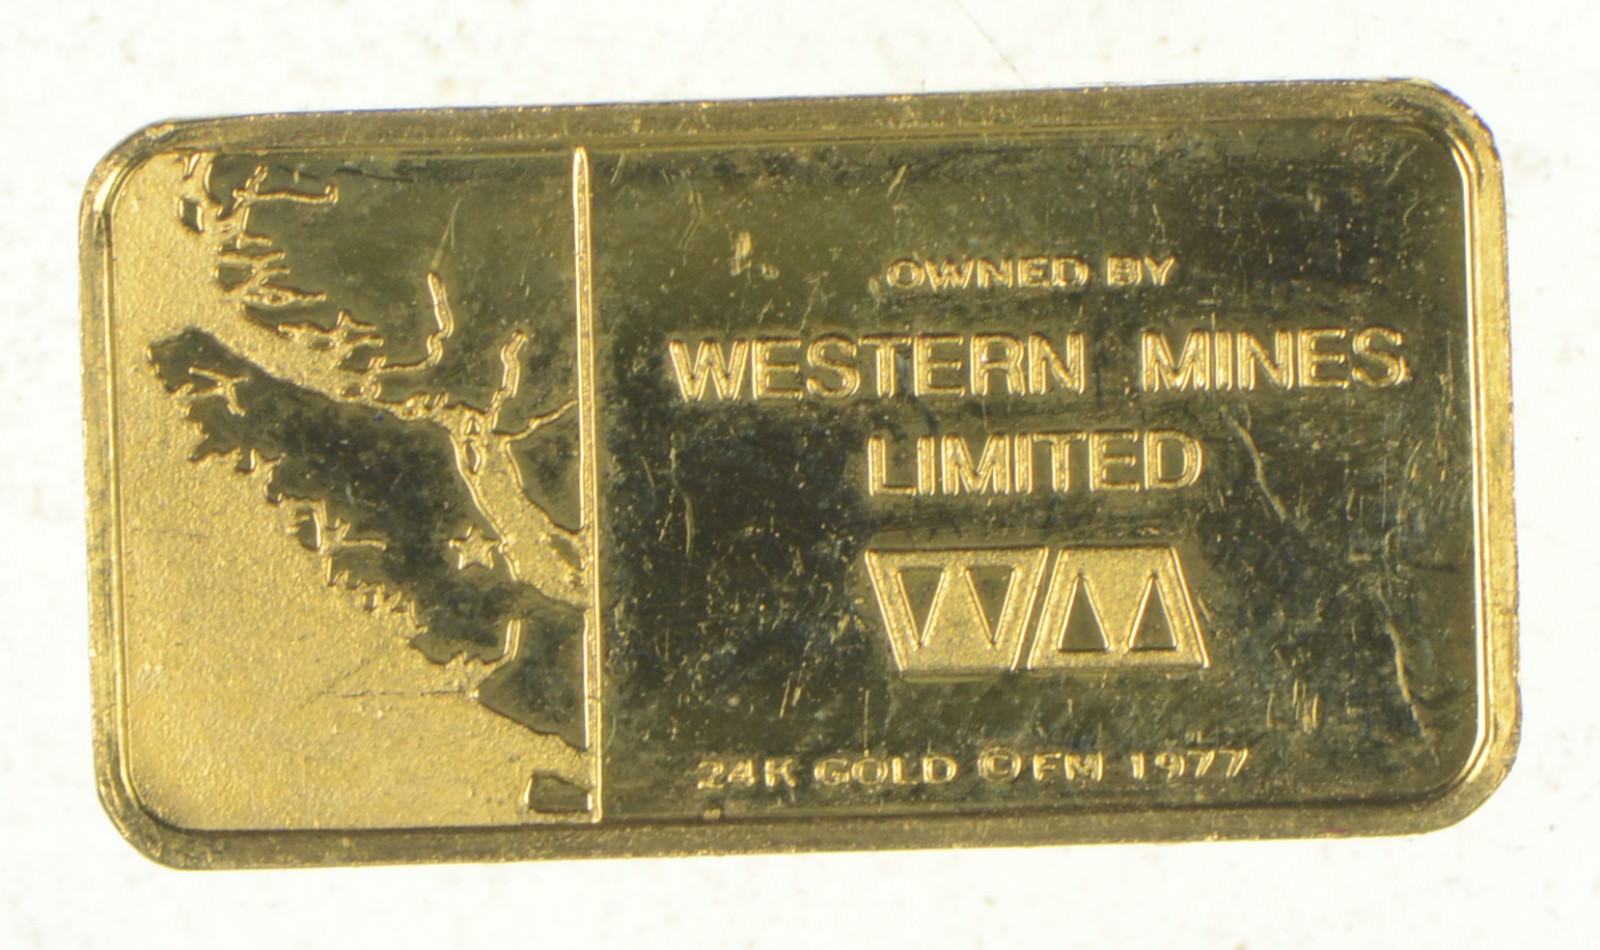 OWNED BY
WESTERN MINES
LIMITED
WM
24K GOLD © FM 1977